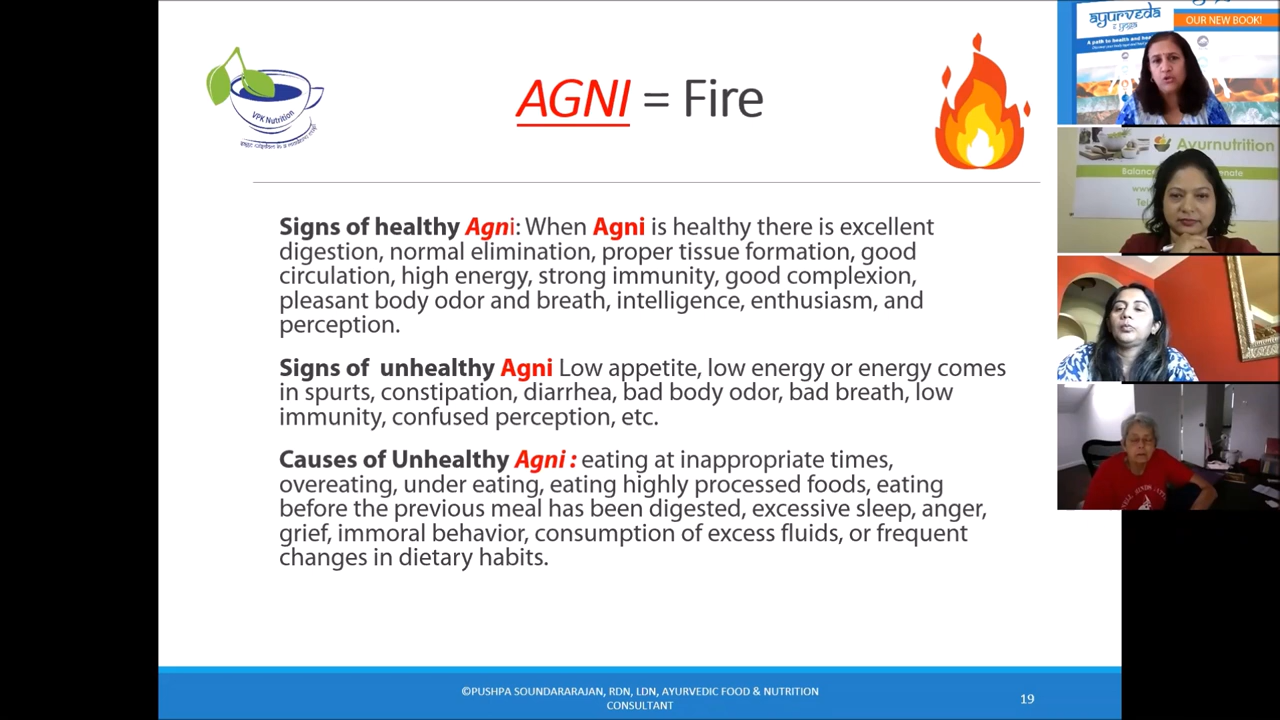 AGNI = Fire
VPK Nutrition
Signs of healthy Agni: When Agni is healthy there is excellent
digestion, normal elimination, proper tissue formation, good
circulation, high energy, strong immunity, good complexion,
pleasant body odor and breath, intelligence, enthusiasm, and
perception.
Signs of  unhealthy Agni Low appetite, low energy or energy comes
in spurts, constipation, diarrhea, bad body odor, bad breath, low
immunity, confused perception, etc.
Causes of Unhealthy Agni : eating at inappropriate times,
overeating, under eating, eating highly processed foods, eating
before the previous meal has been digested, excessive sleep, anger,
grief, immoral behavior, consumption of excess fluids, or frequent
changes in dietary habits.
©PUSHPA SOUNDARARAJAN, RDN, LDN, AYURVEDIC FOOD & NUTRITION
CONSULTANT
19
ayurveda
& yoga
A path to health and
OUR NEW BOOK!
Ayurnutrition